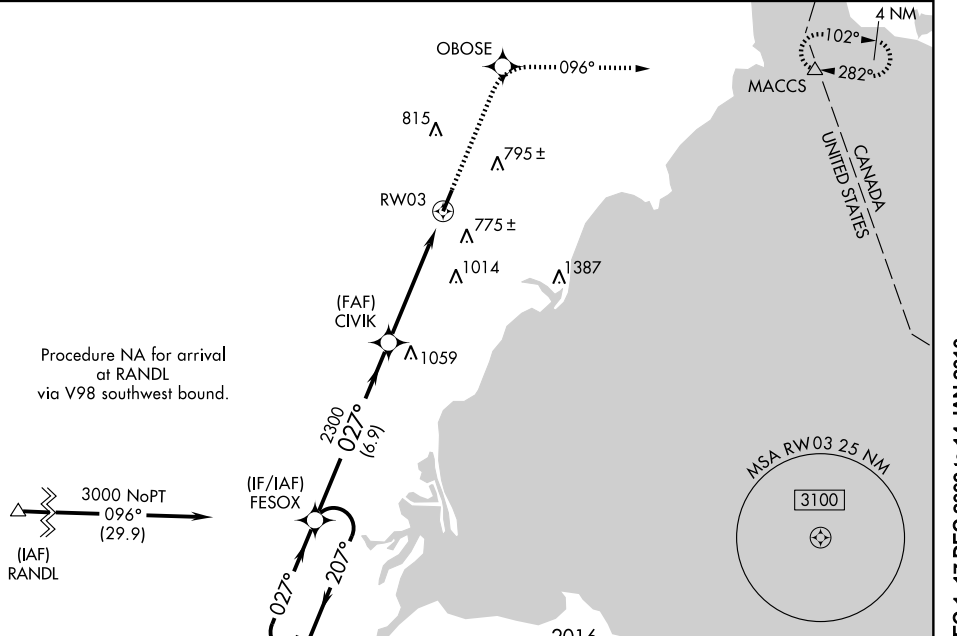 4 NM
OBOSE
096°
102°
282°
MACCS
815
795 ±
CANADA
UNITED STATES
RW03
775 ±
1014
1387
(FAF)
CIVIK
1059
Procedure NA for arrival
at RANDL
via V98 southwest bound.
2300
027°
(6.9)
MSA RW03 25 NM
3100
(IF/IAF)
FESOX
3000 NoPT
096°
(29.9)
(IAF)
RANDL
027°
207°